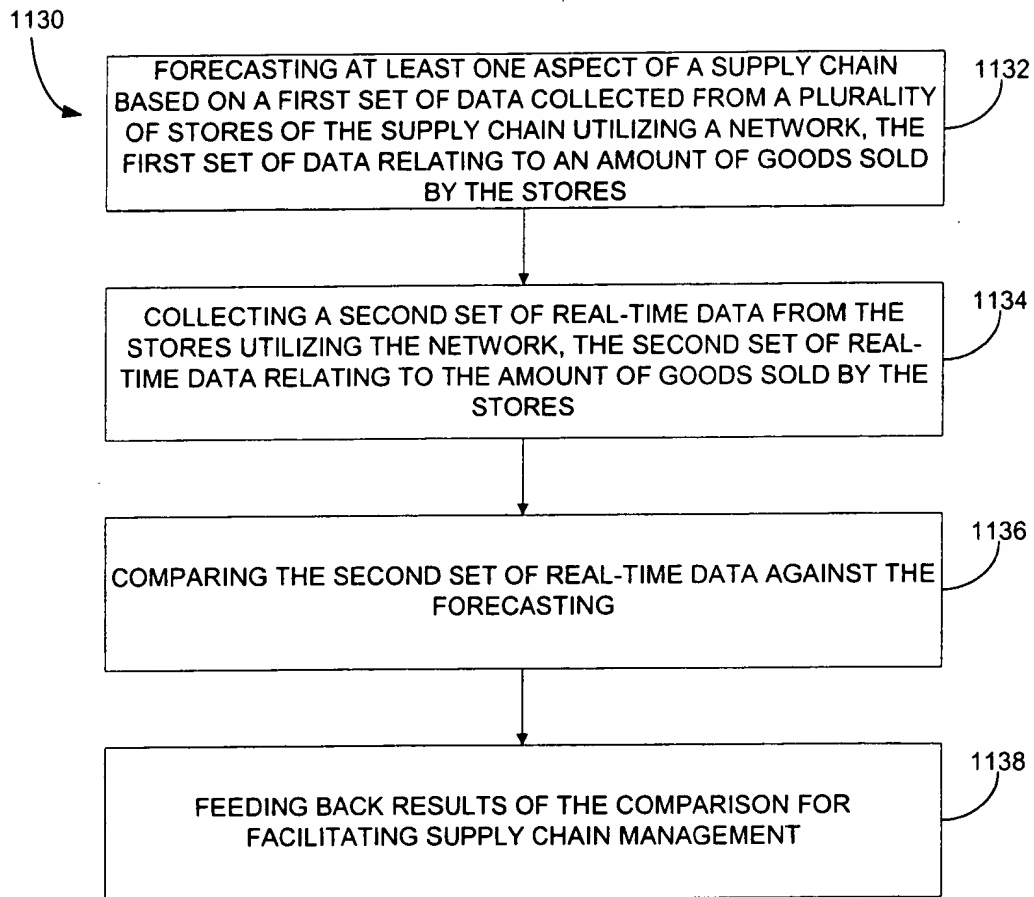 1130
FORECASTING AT LEAST ONE ASPECT OF A SUPPLY CHAIN
1132
BASED ON A FIRST SET OF DATA COLLECTED FROM A PLURALITY
OF STORES OF THE SUPPLY CHAIN UTILIZING A NETWORK, THE
FIRST SET OF DATA RELATING TO AN AMOUNT OF GOODS SOLD
BY THE STORES
1134
COLLECTING A SECOND SET OF REAL-TIME DATA FROM THE
STORES UTILIZING THE NETWORK, THE SECOND SET OF REAL-
TIME DATA RELATING TO THE AMOUNT OF GOODS SOLD BY THE
STORES
1136
COMPARING THE SECOND SET OF REAL-TIME DATA AGAINST THE
FORECASTING
1138
FEEDING BACK RESULTS OF THE COMPARISON FOR
FACILITATING SUPPLY CHAIN MANAGEMENT